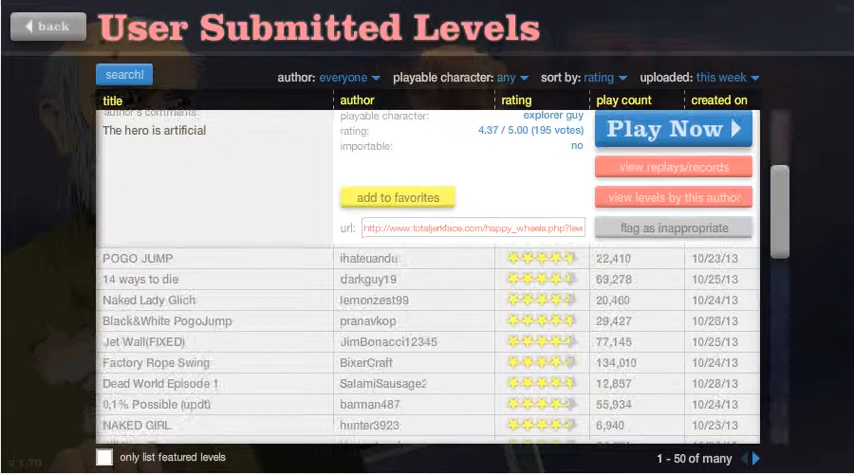 back
User Submitted Levels
search!
author: everyone playable character: any sort by: rating uploaded: this week
title author rating play count created on
author's comments:
The hero is artificial
playable character: explorer guy
rating: 4.37 / 5.00 (195 votes)
importable: no
add to favorites
url: http://www.totaljerkface.com/happy_wheels.php?lev
Play Now
view replays/records
view levels by this author
flag as inappropriate
POGO JUMP ihateuandu 22,410 10/23/13
14 ways to die darkguy19 69,278 10/25/13
Naked Lady Glich lemonzest99 20,460 10/24/13
Black&White PogoJump pranavkop 29,427 10/28/13
Jet Wall(FIXED) JimBonacci12345 77,145 10/25/13
Factory Rope Swing BixerCraft 134,010 10/24/13
Dead World Episode 1 SalamiSausage2 12,857 10/28/13
0,1% Possible (updt) barman487 55,934 10/24/13
NAKED GIRL hunter3923 6,940 10/23/13
only list featured levels
1 - 50 of many
v 1.70